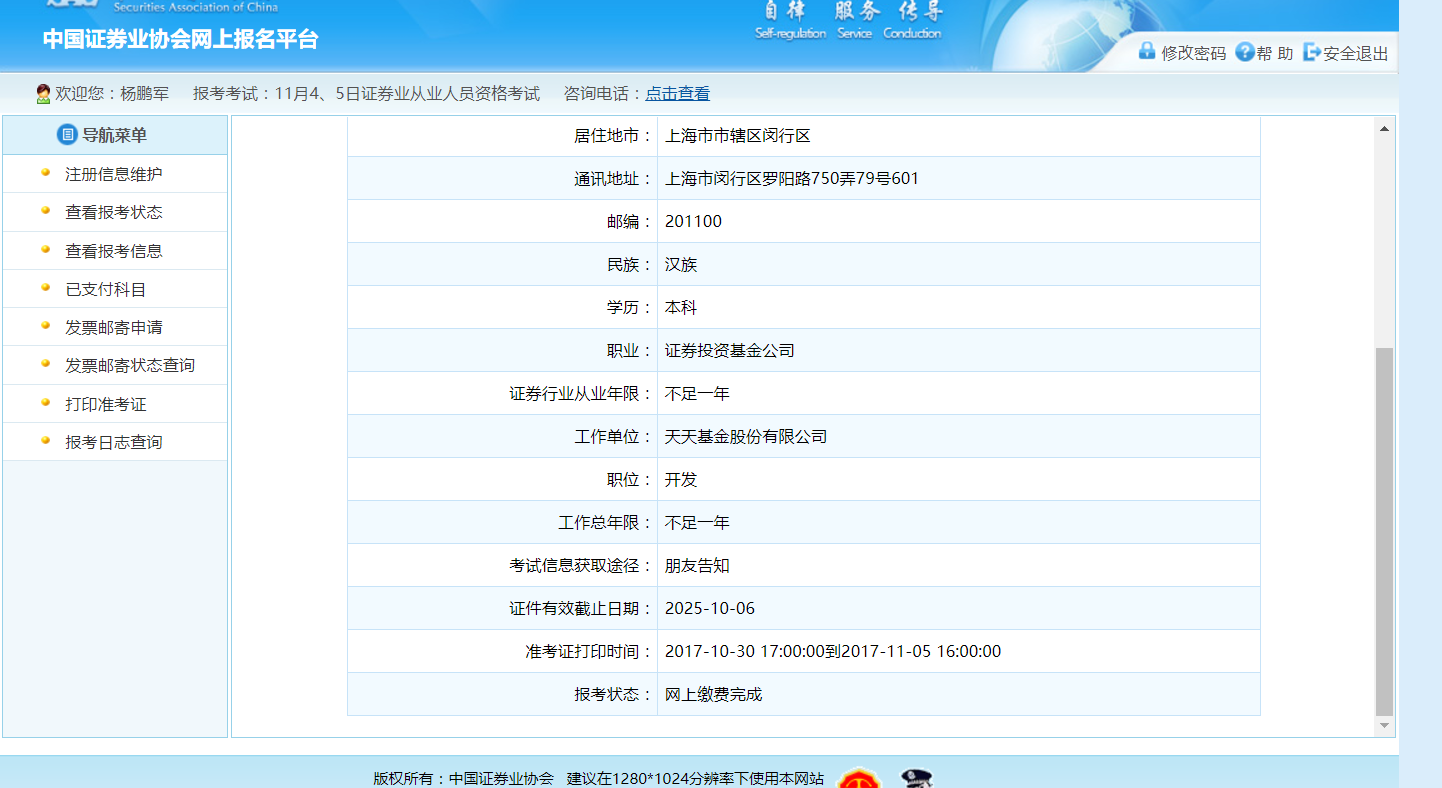 Securities Association of China
自律 服务 传导
Self-regulation Service Conduction
中国证券业协会网上报名平台
修改密码 帮 助 安全退出
欢迎您：杨鹏军 报考考试：11月4、5日证券业从业人员资格考试 咨询电话：点击查看
导航菜单
注册信息维护
查看报考状态
查看报考信息
已支付科目
发票邮寄申请
发票邮寄状态查询
打印准考证
报考日志查询
居住地市： 上海市市辖区闵行区
通讯地址： 上海市闵行区罗阳路750弄79号601
邮编： 201100
民族： 汉族
学历： 本科
职业： 证券投资基金公司
证券行业从业年限： 不足一年
工作单位： 天天基金股份有限公司
职位： 开发
工作总年限： 不足一年
考试信息获取途径： 朋友告知
证件有效截止日期： 2025-10-06
准考证打印时间： 2017-10-30 17:00:00到2017-11-05 16:00:00
报考状态： 网上缴费完成
版权所有：中国证券业协会 建议在1280*1024分辨率下使用本网站